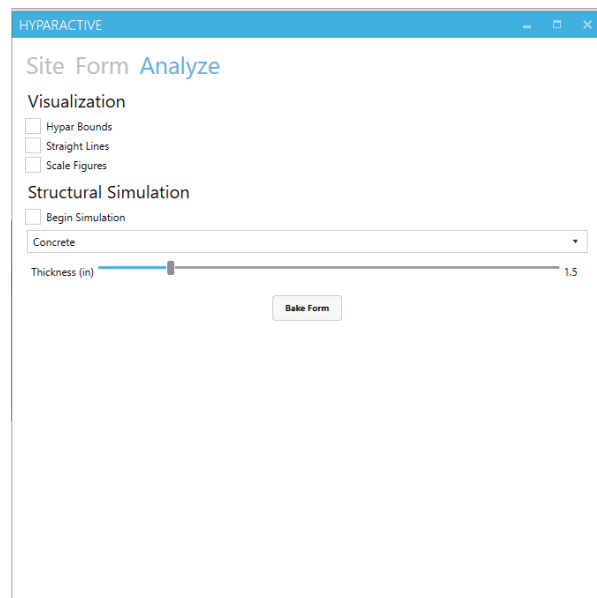 HYPARACTIVE
Site Form Analyze
Visualization
Hypar Bounds
Straight Lines
Scale Figures
Structural Simulation
Begin Simulation
Concrete
Thickness (in) 1.5
Bake Form